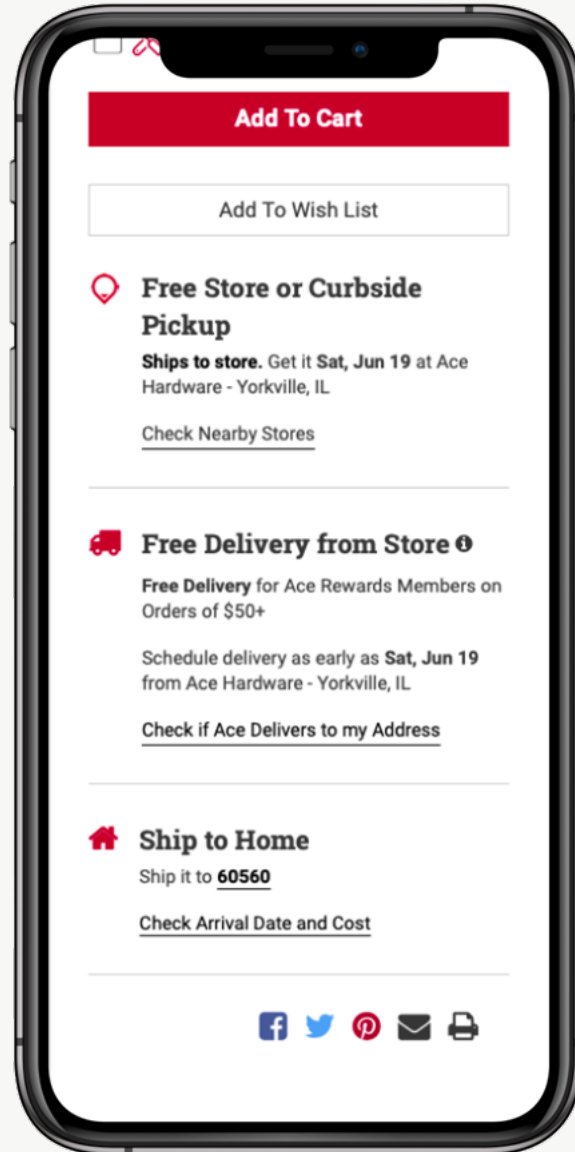 Add To Cart
Add To Wish List
Free Store or Curbside
Pickup
Ships to store. Get it Sat, Jun 19 at Ace
Hardware - Yorkville, IL
Check Nearby Stores
Free Delivery from Store
Free Delivery for Ace Rewards Members on
Orders of $50+
Schedule delivery as early as Sat, Jun 19
from Ace Hardware - Yorkville, IL
Check if Ace Delivers to my Address
Ship to Home
Ship it to 60560
Check Arrival Date and Cost